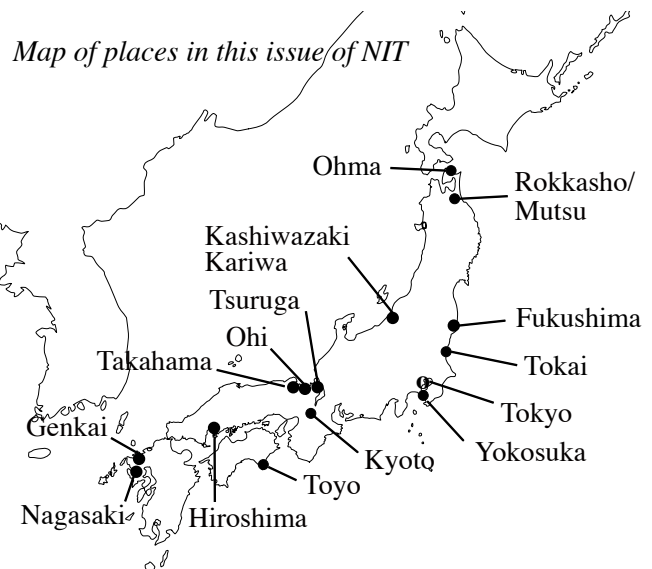 Map of places in this issue of NIT
Ohma
Rokkasho/
Mutsu
Kashiwazaki
Kariwa
Tsuruga
Ohi
Takahama
Fukushima
Tokai
Tokyo
Yokosuka
Genkai
Kyoto
Toyo
Nagasaki
Hiroshima